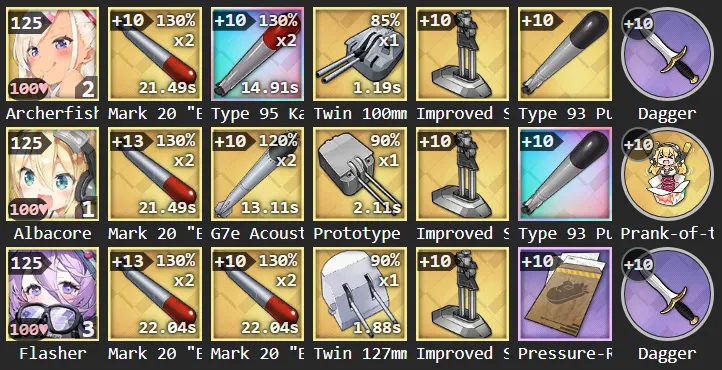 125 +10 130% +10 130% 85% +10 +10 +10
x2 x2 x1
100♥ 2 21.49s 14.91s 1.19s
Archerfish Mark 20 "B Type 95 Ka Twin 100mm Improved S Type 93 Pu Dagger
125 +13 130% +10 120% 90% +10 +10 +10
x2 x2 x1
100♥ 1 21.49s 13.11s 2.11s
Albacore Mark 20 "B G7e Acoust Prototype Improved S Type 93 Pu Prank-of-t
125 +13 130% +10 130% 90% +10 +10 +10
x2 x2 x1
100♥ 3 22.04s 22.04s 1.88s
Flasher Mark 20 "B Mark 20 "B Twin 127mm Improved S Pressure-R Dagger